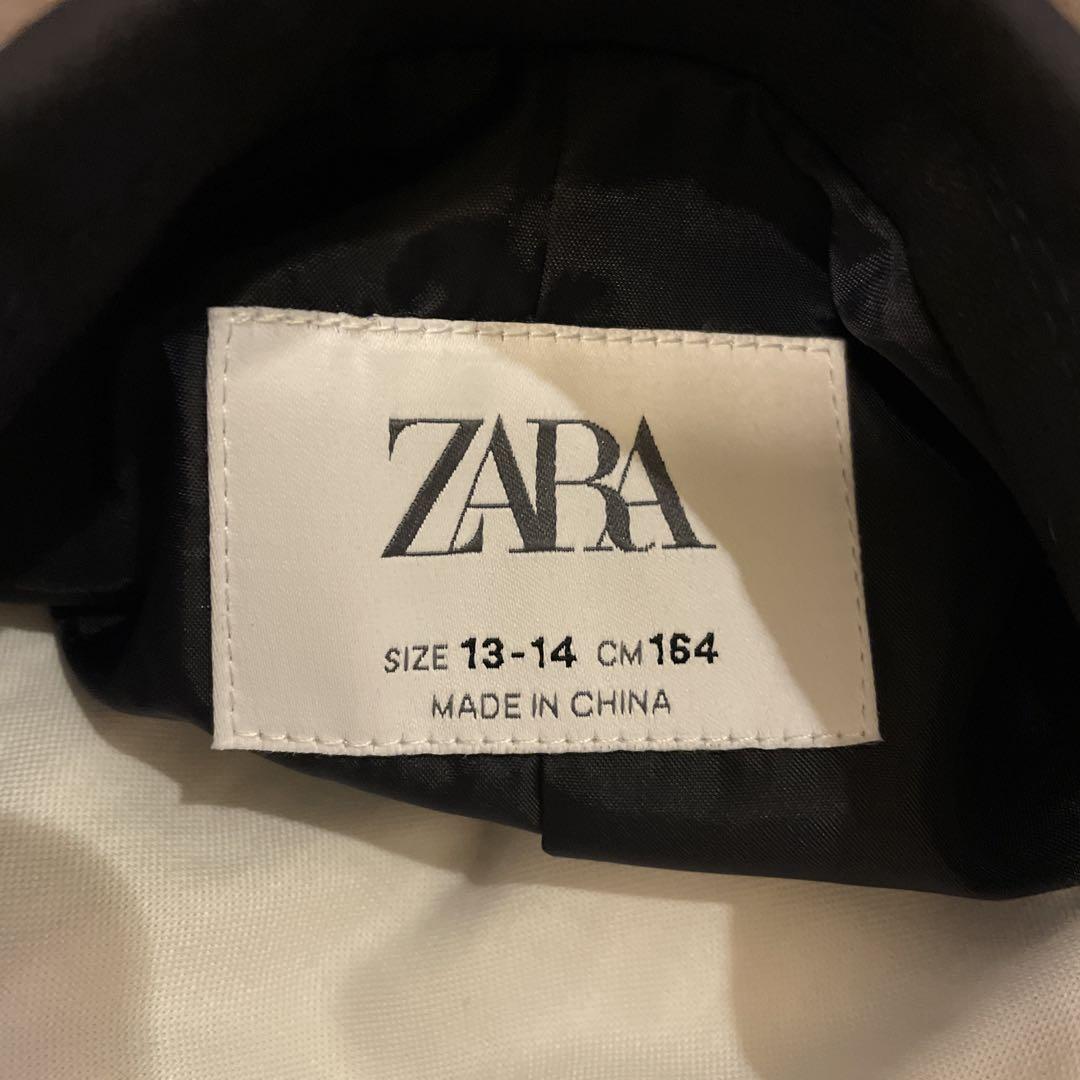 ZARA
SIZE 13-14 CM 164
MADE IN CHINA